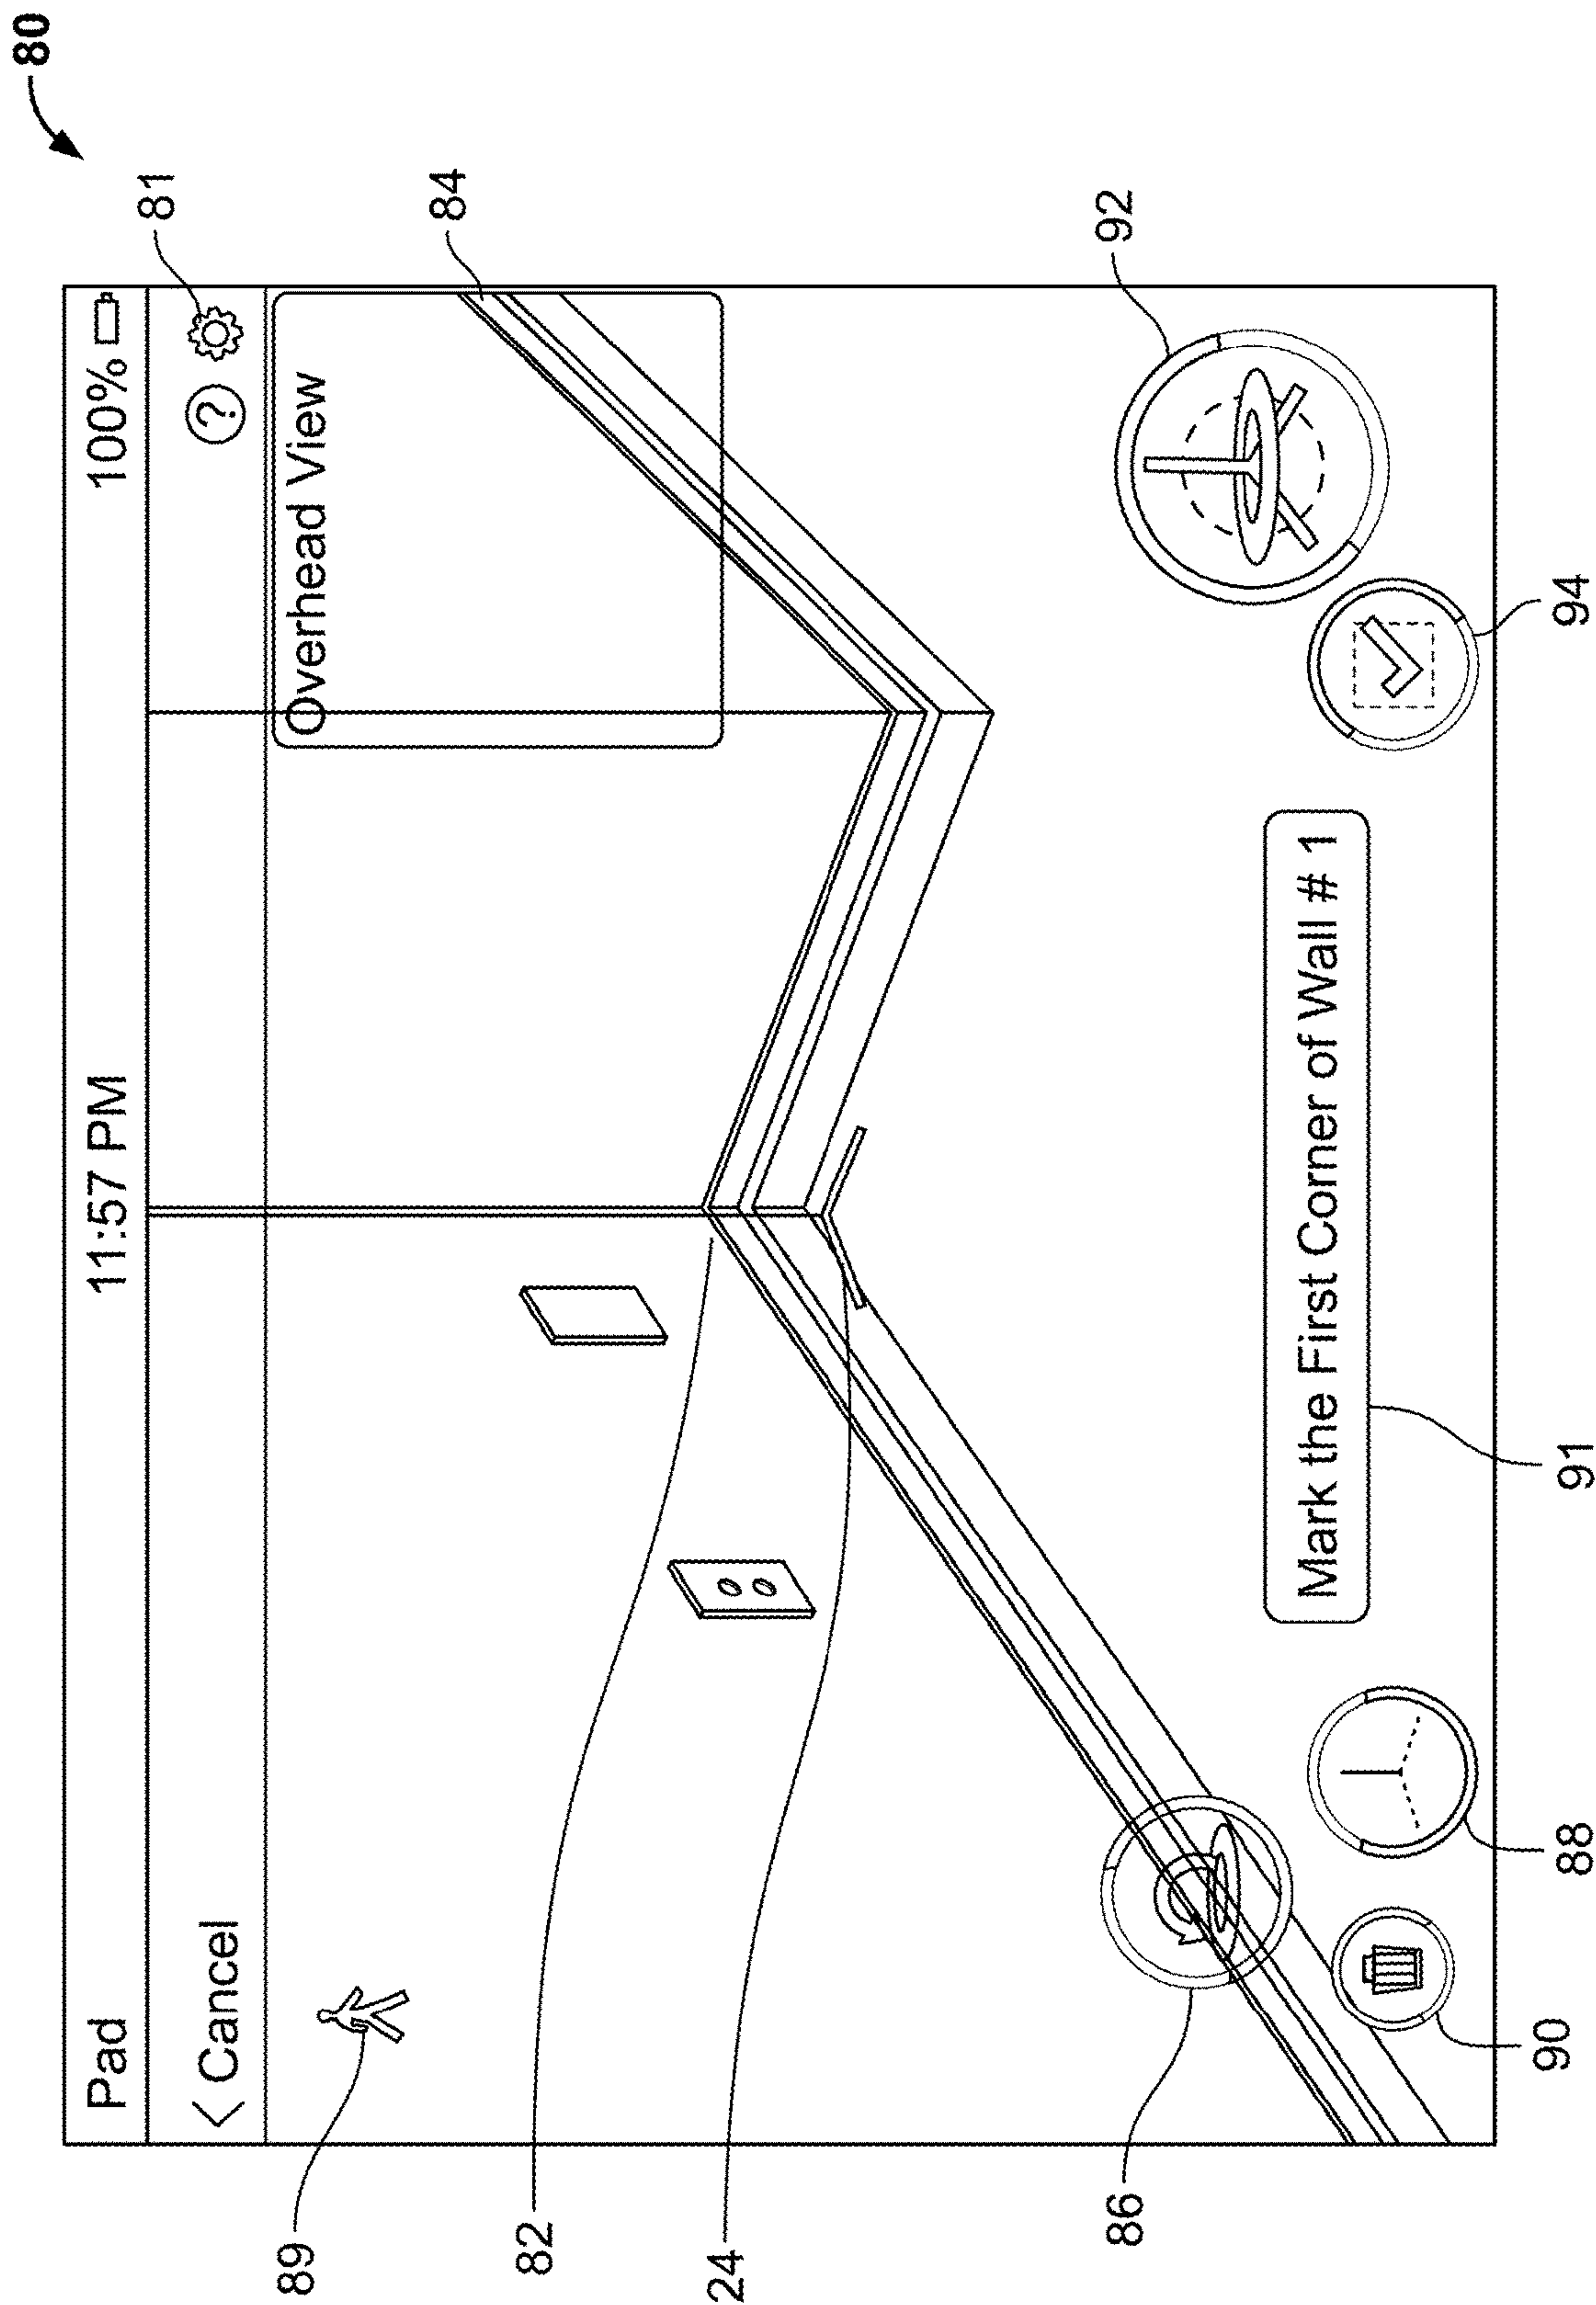 80
Pad 11:57 PM 100%
< Cancel ? 81
89
Overhead View
84
82
24
92
86
Mark the First Corner of Wall # 1
90 88 91 94